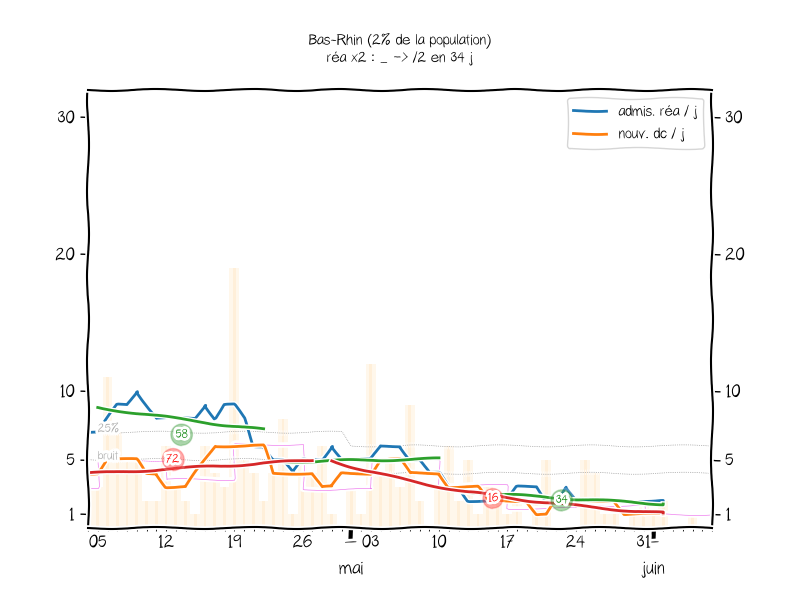 Bas-Rhin (2% de la population)
réa x2 : _ -> /2 en 34 j
admis. réa / j
nouv. dc / j
30
30
20
20
10
10
5
5
1
1
25%
bruit
58
72
16
34
05 12 19 26 03 10 17 24 31
mai juin